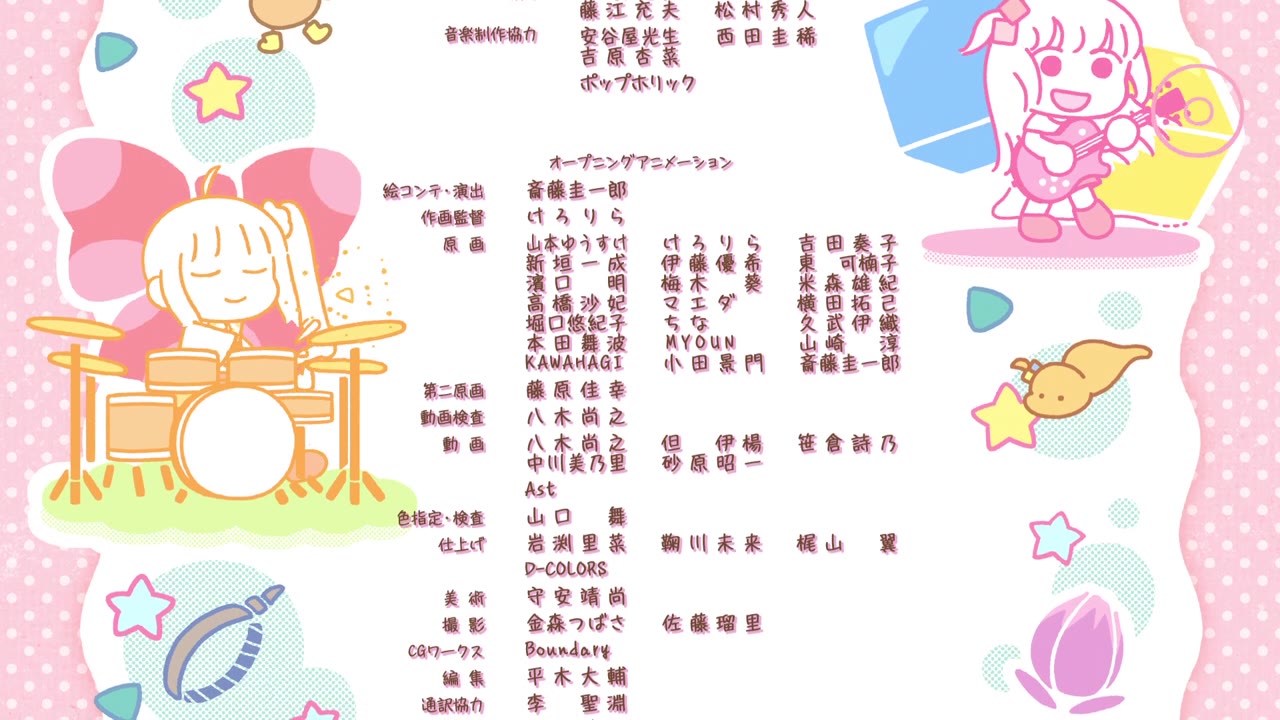 藤江充夫 松村秀人
音楽制作協力 安谷屋光生 西田圭稀
吉原杏菜
ポップホリック
オープニングアニメーション
絵コンテ・演出 斎藤圭一郎
作画監督 けろりら
原画 山本ゆうすけ けろりら 吉田奏子
新垣一成 伊藤優希 東 可楠子
濱口 明 梅木 葵 米森雄紀
高橋沙妃 マエダ 横田拓己
堀口悠紀子 ちな 久武伊織
本田舞波 MYOUN 山崎 淳
KAWAHAGI 小田景門 斎藤圭一郎
第二原画 藤原佳幸
動画検査 八木尚之
動画 八木尚之 但 伊楊 笹倉詩乃
中川美乃里 砂原昭一
Ast
色指定・検査 山口 舞
仕上げ 岩渕里菜 鞠川未来 梶山 翼
D-COLORS
美術 守安靖尚
撮影 金森つばさ 佐藤瑠里
CGワークス Boundary
編集 平木大輔
通訳協力 李 聖淵